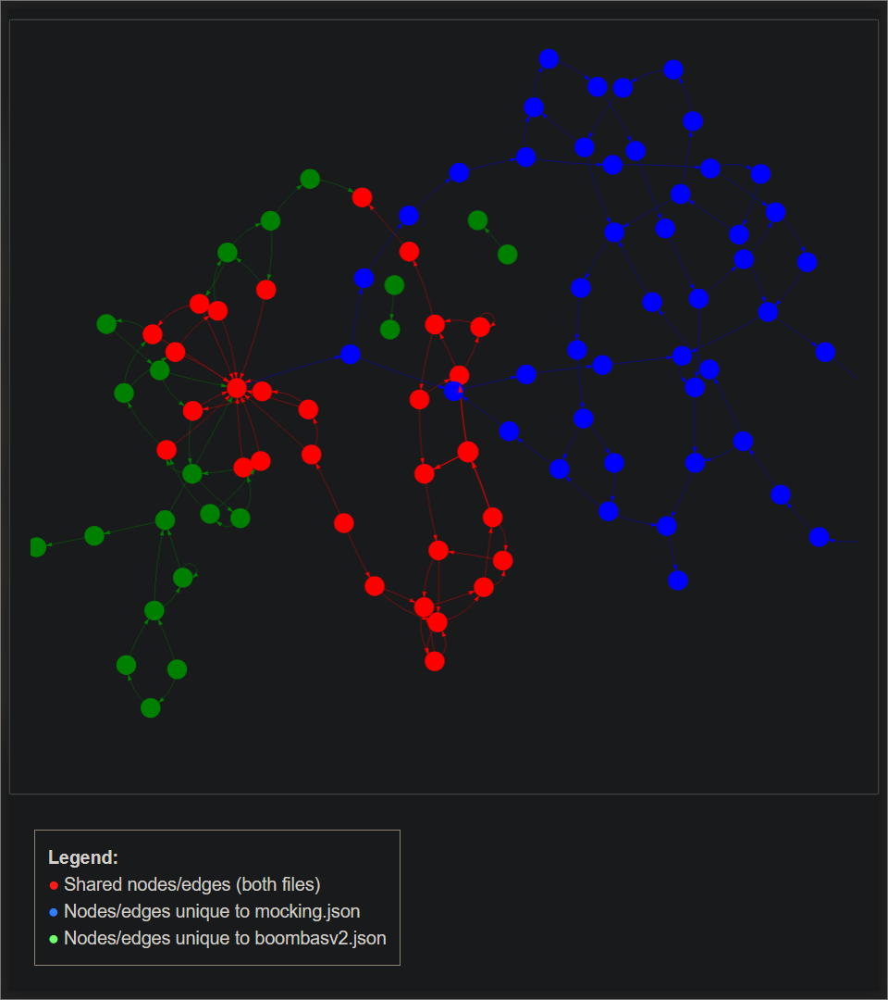 Legend:
Shared nodes/edges (both files)
Nodes/edges unique to mocking.json
Nodes/edges unique to boombasv2.json